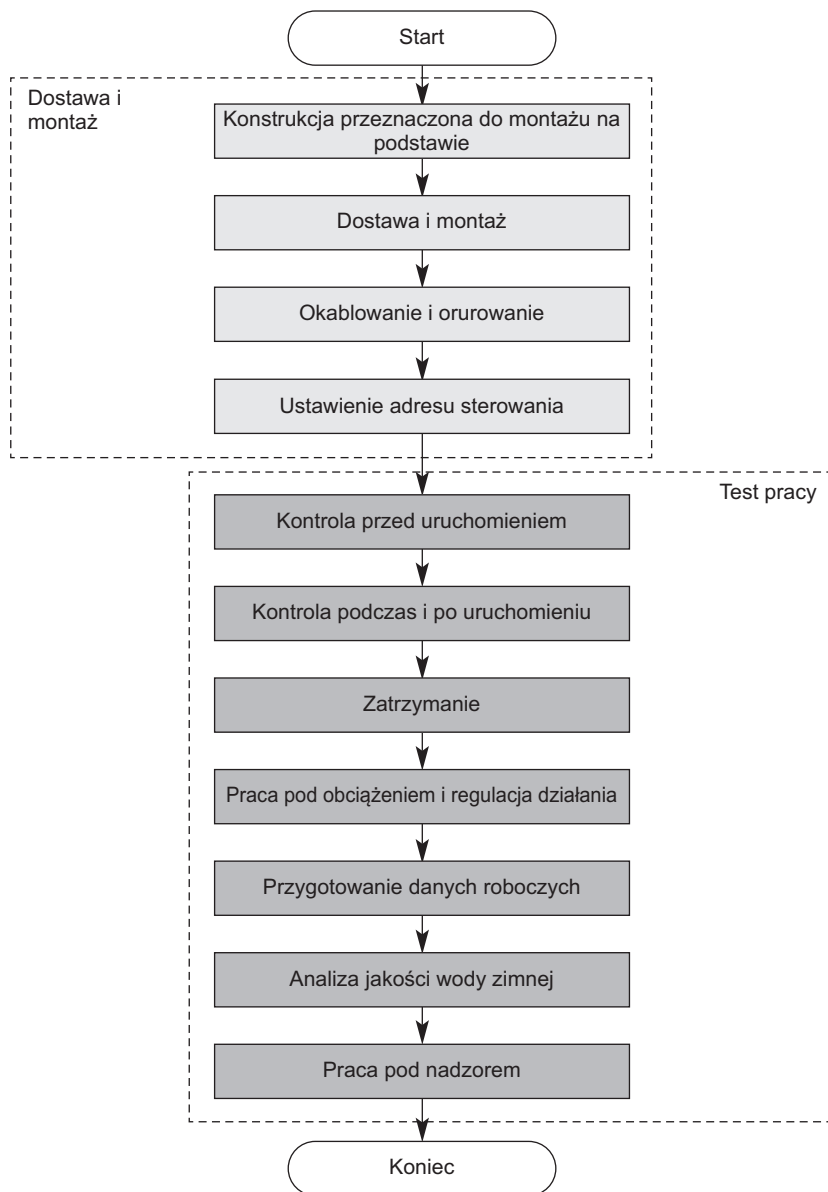 Start
Dostawa i
montaż
Konstrukcja przeznaczona do montażu na
podstawie
Dostawa i montaż
Okablowanie i orurowanie
Ustawienie adresu sterowania
Test pracy
Kontrola przed uruchomieniem
Kontrola podczas i po uruchomieniu
Zatrzymanie
Praca pod obciążeniem i regulacja działania
Przygotowanie danych roboczych
Analiza jakości wody zimnej
Praca pod nadzorem
Koniec